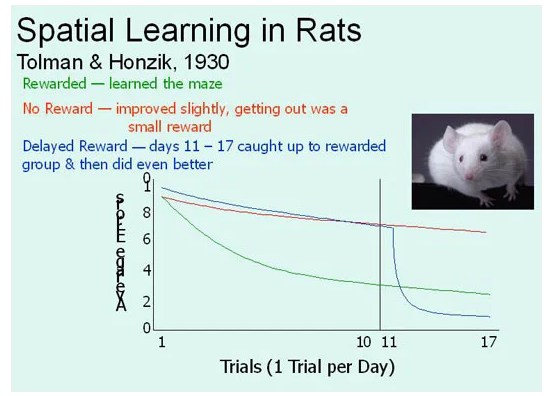 Spatial Learning in Rats
Tolman & Honzik, 1930
Rewarded — learned the maze
No Reward — improved slightly, getting out was a
small reward
Delayed Reward — days 11 – 17 caught up to rewarded
group & then did even better
Average Errors
10
8
6
4
2
0
1
10
11
17
Trials (1 Trial per Day)